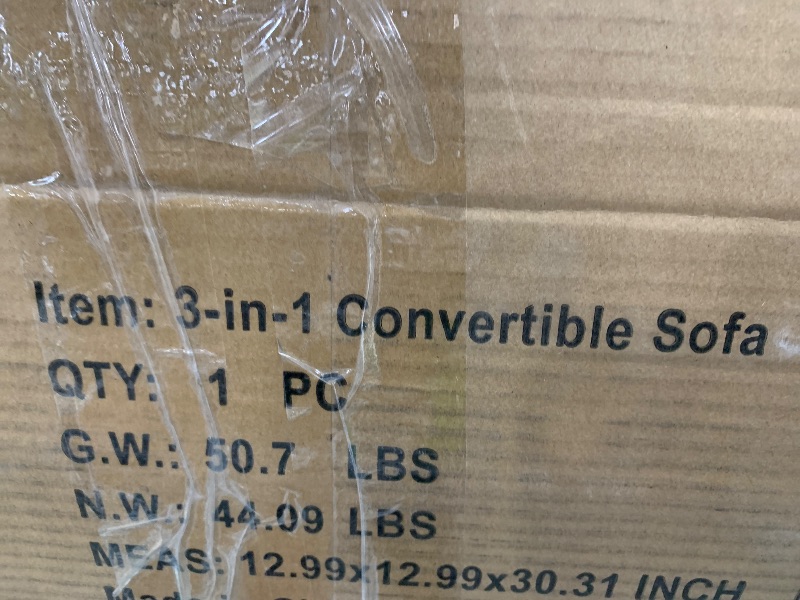 Item: 3-in-1 Convertible Sofa
QTY: 1 PC
G.W.: 50.7 LBS
N.W.: 44.09 LBS
MEAS: 12.99x12.99x30.31 INCH